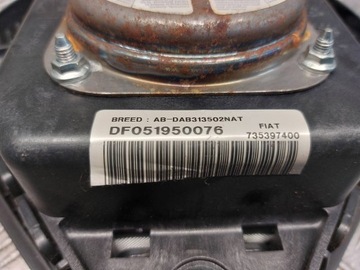 BREED : AB-DAB313502NAT
DF051950076
FIAT
735397400